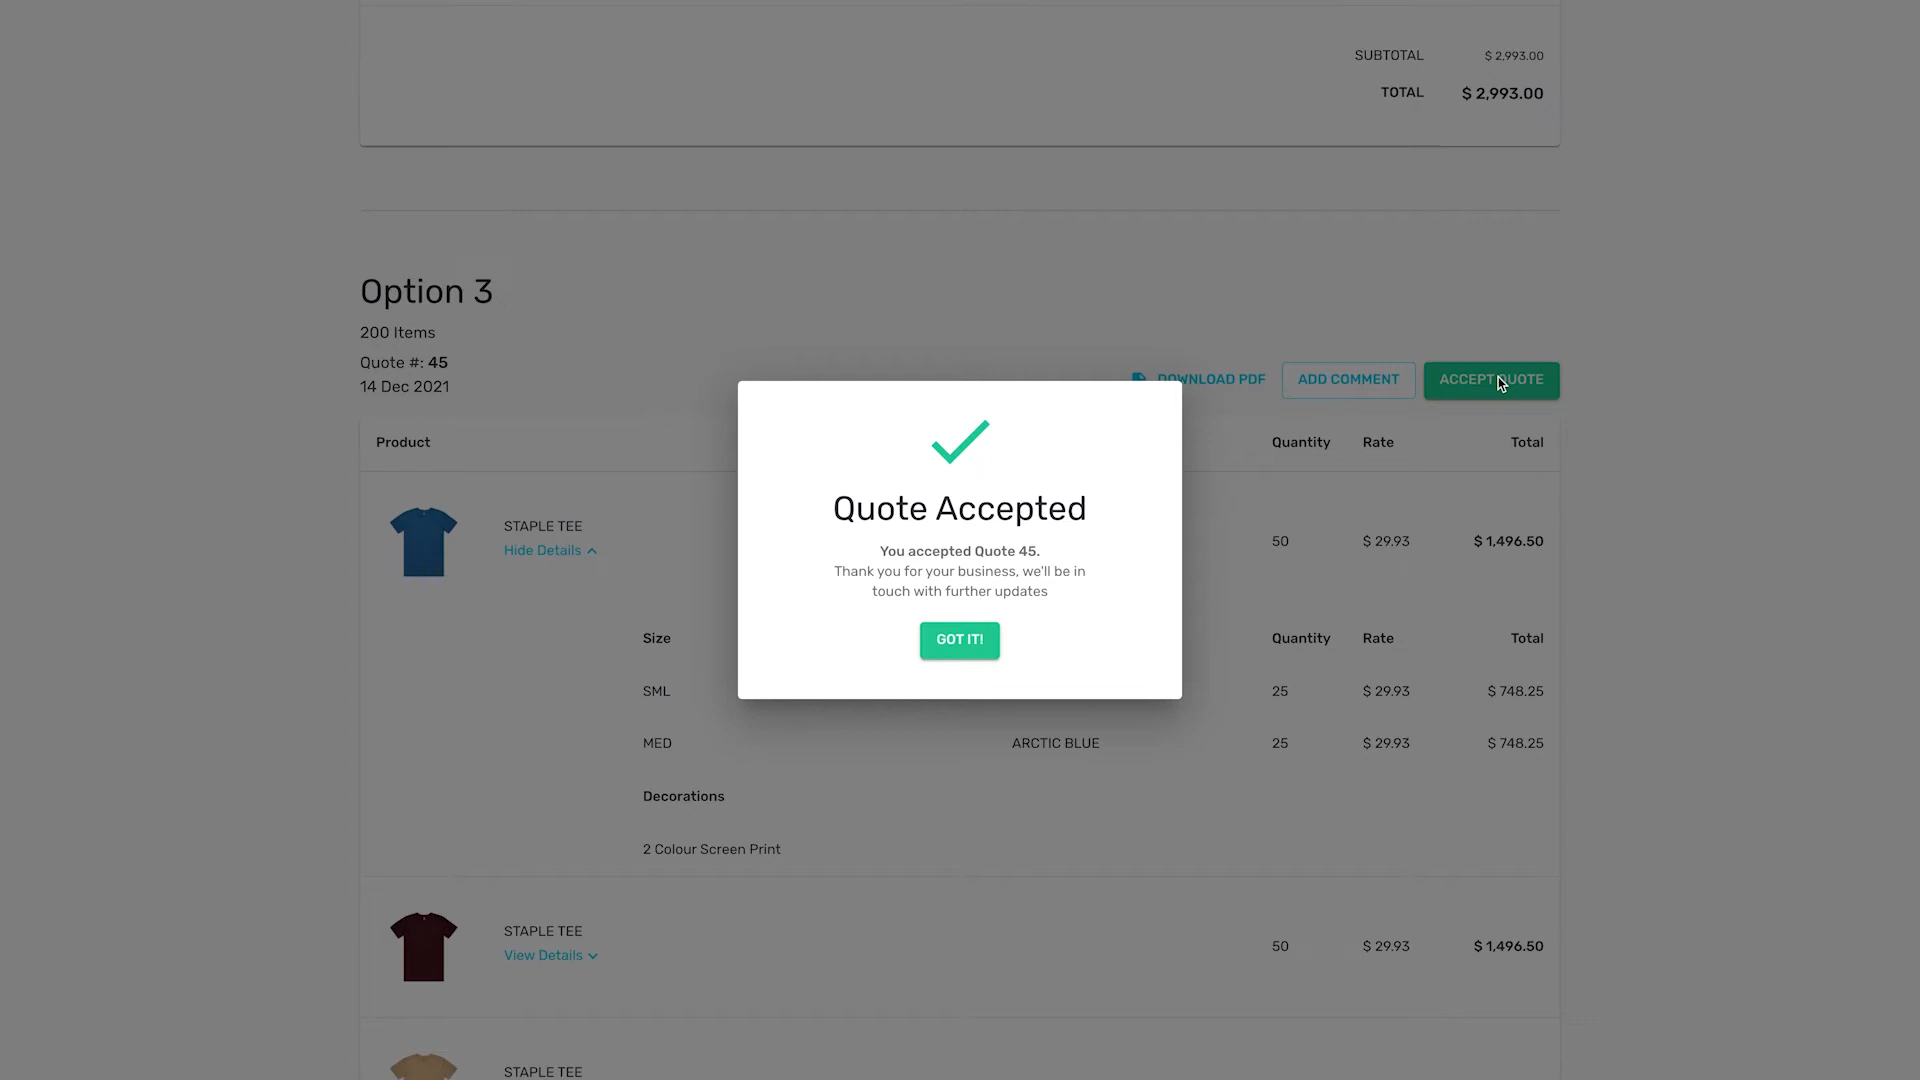 SUBTOTAL $ 2,993.00
TOTAL $ 2,993.00
Option 3
200 Items
Quote #: 45
14 Dec 2021
DOWNLOAD PDF ADD COMMENT ACCEPT QUOTE
Product Quantity Rate Total
STAPLE TEE
Hide Details
50 $ 29.93 $ 1,496.50
Quote Accepted
You accepted Quote 45.
Thank you for your business, we'll be in
touch with further updates
GOT IT!
Size Quantity Rate Total
SML 25 $ 29.93 $ 748.25
MED ARCTIC BLUE 25 $ 29.93 $ 748.25
Decorations
2 Colour Screen Print
STAPLE TEE
View Details
50 $ 29.93 $ 1,496.50
STAPLE TEE